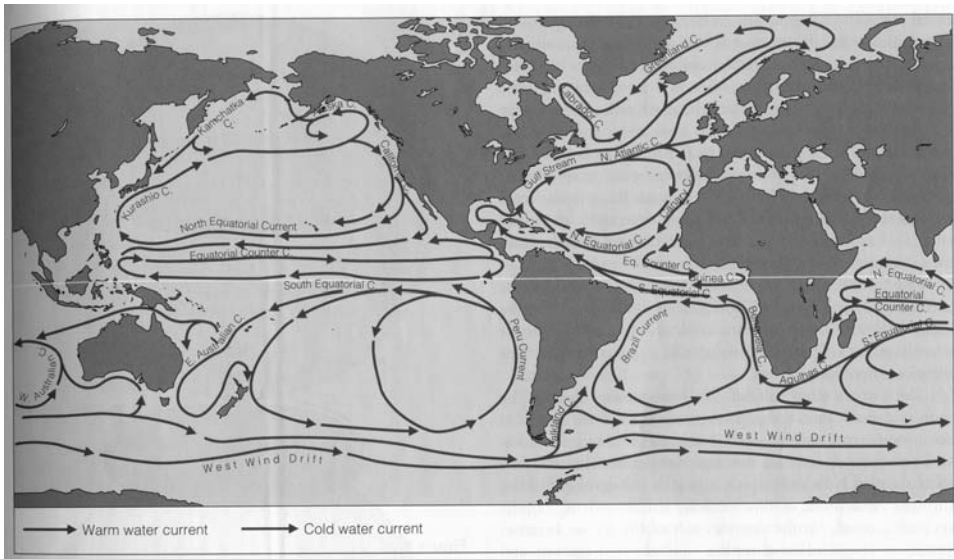 Greenland C.
Labrador C.
Alaska C.
Kamchatka
C.
N. Atlantic C.
Gulf Stream
Kurashio C.
Canary C.
North Equatorial Current
N. Equatorial C.
Equatorial Counter C.
Eq. Counter C.
Guinea C.
N. Equatorial C.
South Equatorial C.
S. Equatorial C.
Equatorial
Counter C.
S. Equatorial C.
E. Australian C.
Peru Current
Brazil Current
Benguela C.
W. Australian
C.
Agulhas C.
Falkland C.
West Wind Drift
West Wind Drift
Warm water current
Cold water current